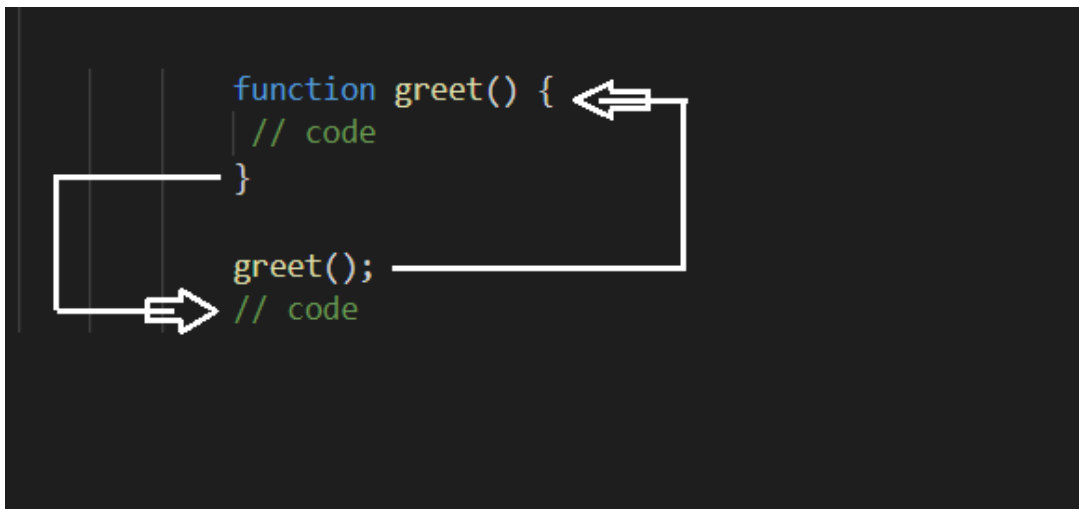 function greet() {
// code
}
greet();
// code